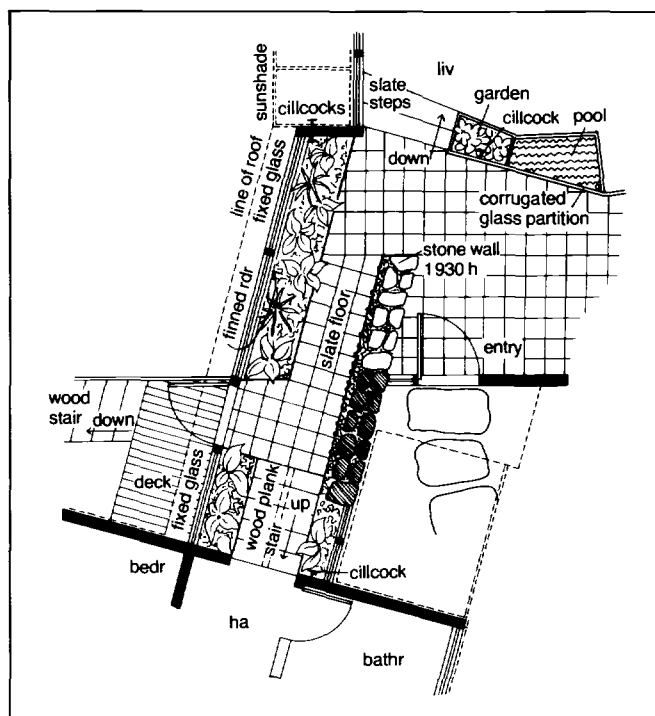 liv
sunshade
slate
steps
garden
cillcock
pool
cillcocks
down
line of roof
fixed glass
corrugated
glass partition
stone wall
1930 h
finned rdr
slate floor
entry
wood
stair
down
deck
fixed glass
wood plank
stair
up
cillcock
bedr
ha
bathr